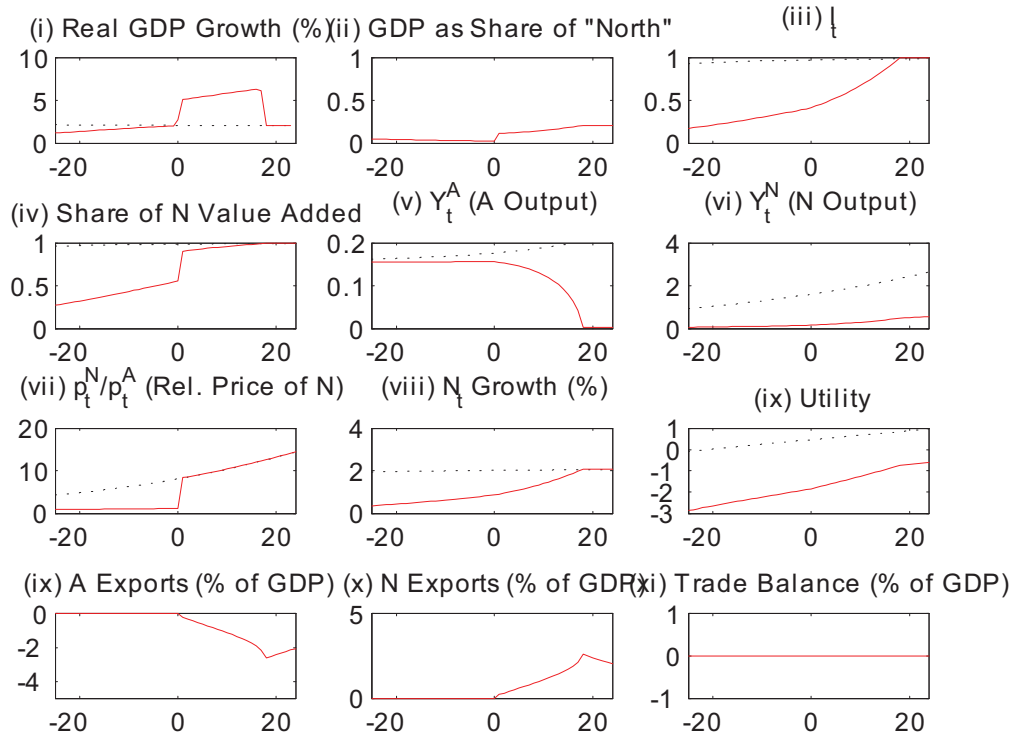 (i) Real GDP Growth (%)
(ii) GDP as Share of "North"
(iii) l_t
10
5
0
-20 0 20
1
0.5
0
-20 0 20
1
0.5
0
-20 0 20
(iv) Share of N Value Added
(v) Y_t^A (A Output)
(vi) Y_t^N (N Output)
1
0.5
0
-20 0 20
0.2
0.1
0
-20 0 20
4
2
0
-20 0 20
(vii) p_t^N/p_t^A (Rel. Price of N)
(viii) N_t Growth (%)
(ix) Utility
20
10
0
-20 0 20
4
2
0
-20 0 20
1
0
-1
-2
-3
-20 0 20
(ix) A Exports (% of GDP)
(x) N Exports (% of GDP)
(xi) Trade Balance (% of GDP)
0
-2
-4
-20 0 20
5
0
-20 0 20
1
0
-1
-20 0 20